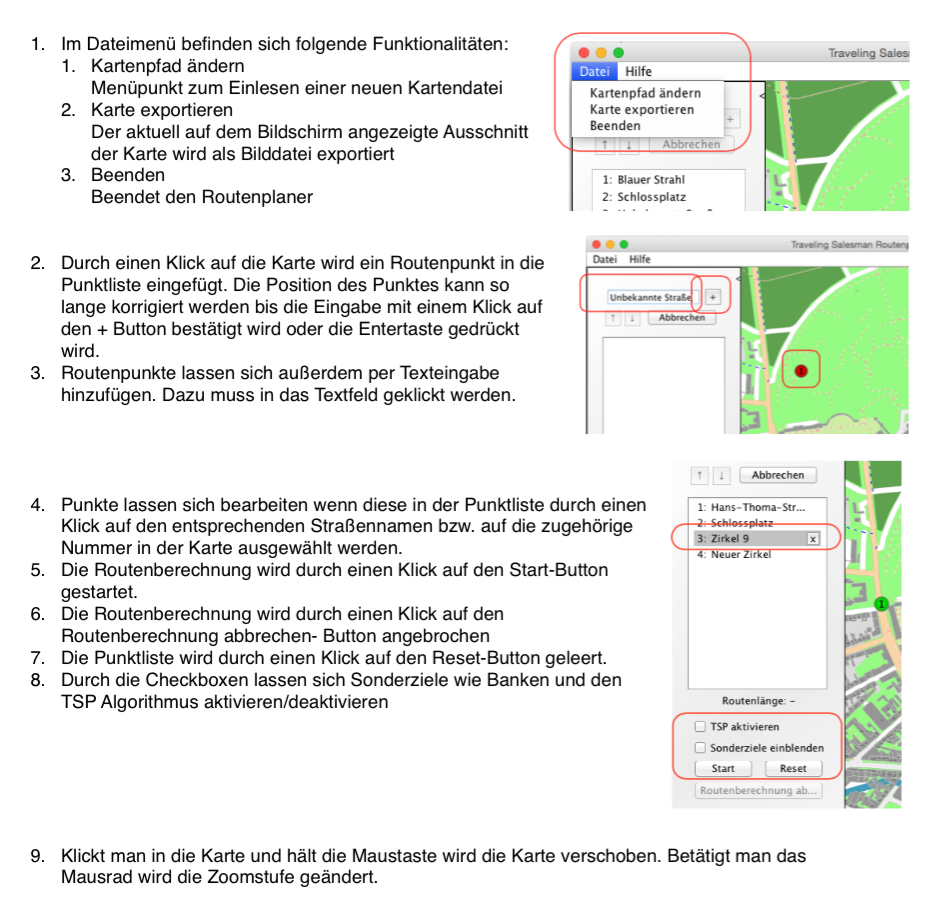 1. Im Dateimenü befinden sich folgende Funktionalitäten:
1. Kartenpfad ändern
Menüpunkt zum Einlesen einer neuen Kartendatei
2. Karte exportieren
Der aktuell auf dem Bildschirm angezeigte Ausschnitt
der Karte wird als Bilddatei exportiert
3. Beenden
Beendet den Routenplaner
Traveling Sales
Datei Hilfe
Kartenpfad ändern
Karte exportieren
Beenden
<
+
↑ ↓ Abbrechen
1: Blauer Strahl
2: Schlossplatz
2. Durch einen Klick auf die Karte wird ein Routenpunkt in die
Punktliste eingefügt. Die Position des Punktes kann so
lange korrigiert werden bis die Eingabe mit einem Klick auf
den + Button bestätigt wird oder die Entertaste gedrückt
wird.
3. Routenpunkte lassen sich außerdem per Texteingabe
hinzufügen. Dazu muss in das Textfeld geklickt werden.
Traveling Salesman Routenp
Datei Hilfe
<
Unbekannte Straße +
↑ ↓ Abbrechen
1
4. Punkte lassen sich bearbeiten wenn diese in der Punktliste durch einen
Klick auf den entsprechenden Straßennamen bzw. auf die zugehörige
Nummer in der Karte ausgewählt werden.
5. Die Routenberechnung wird durch einen Klick auf den Start-Button
gestartet.
6. Die Routenberechnung wird durch einen Klick auf den
Routenberechnung abbrechen- Button angebrochen
7. Die Punktliste wird durch einen Klick auf den Reset-Button geleert.
8. Durch die Checkboxen lassen sich Sonderziele wie Banken und den
TSP Algorithmus aktivieren/deaktivieren
↑ ↓ Abbrechen
1: Hans-Thoma-Str...
2: Schlossplatz
3: Zirkel 9 x
4: Neuer Zirkel
1
Routenlänge: -
TSP aktivieren
Sonderziele einblenden
Start Reset
Routenberechnung ab...
9. Klickt man in die Karte und hält die Maustaste wird die Karte verschoben. Betätigt man das
Mausrad wird die Zoomstufe geändert.